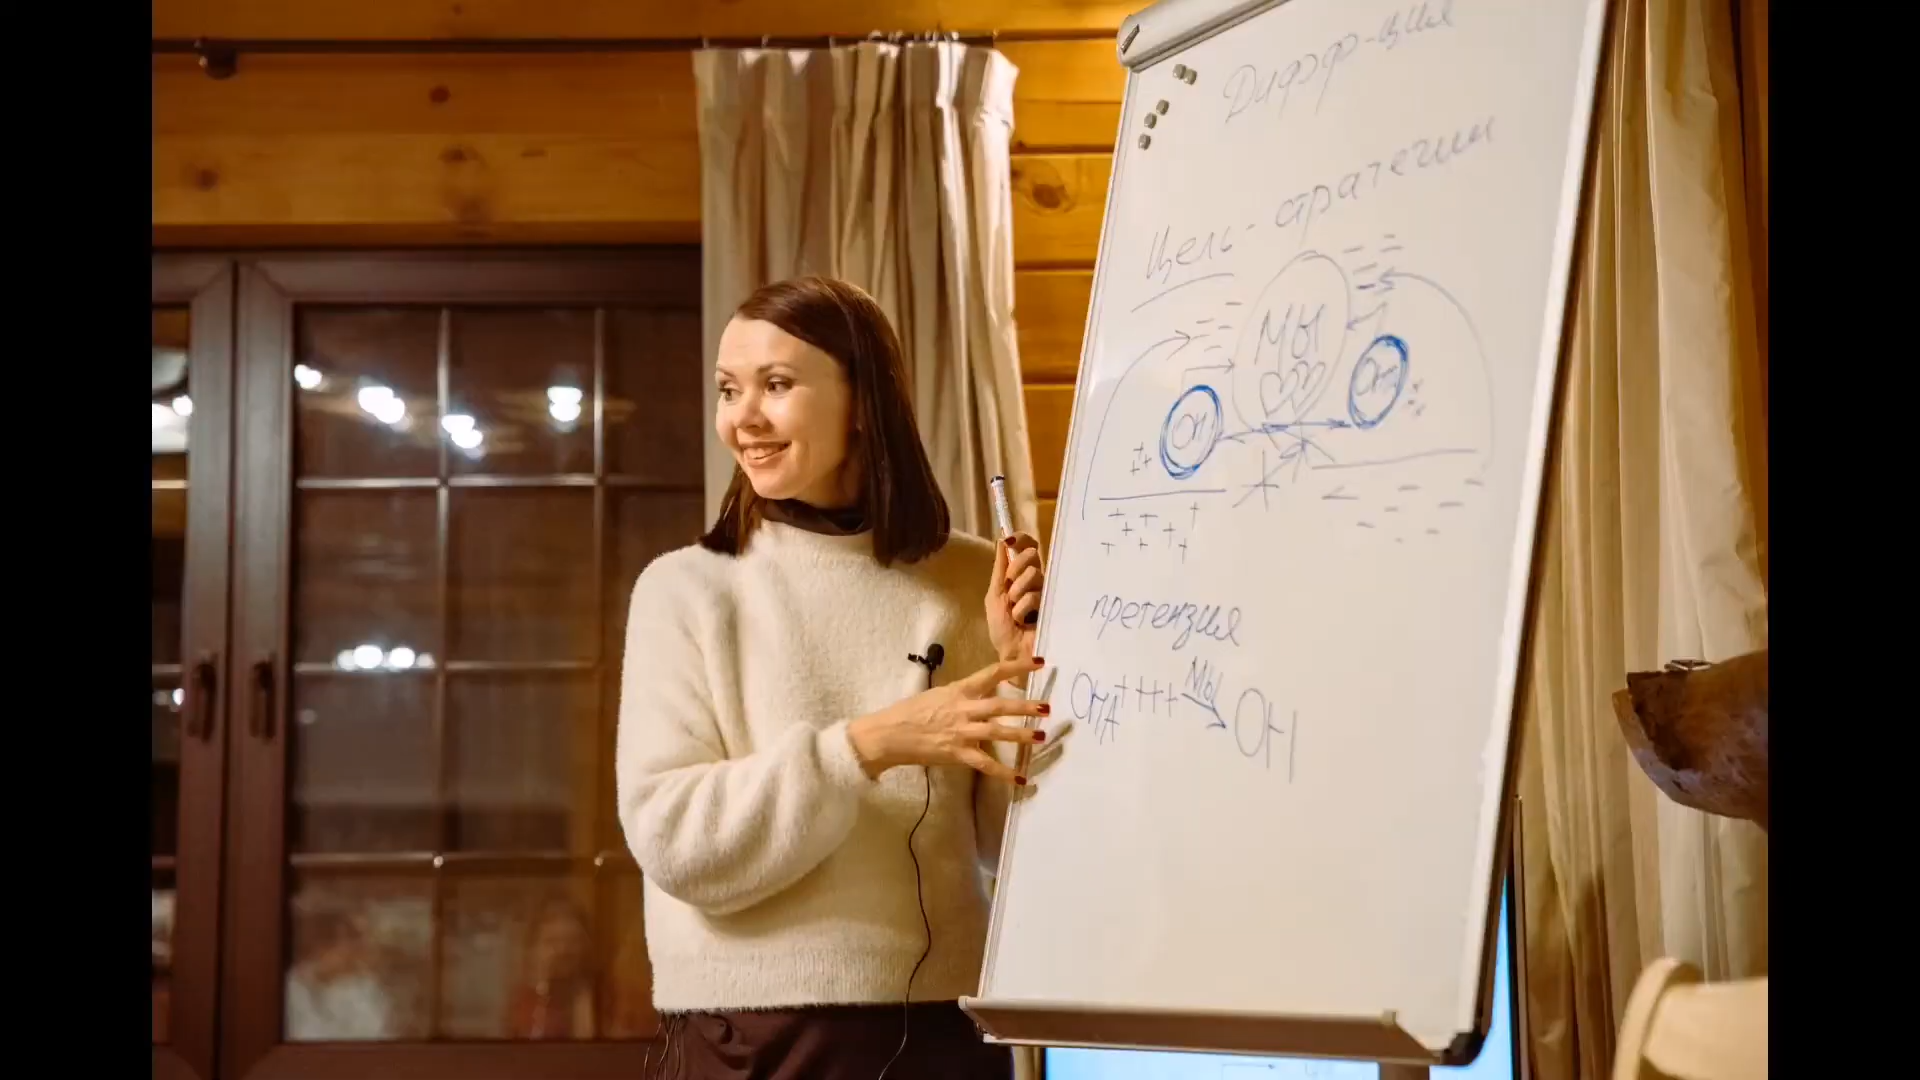 Дифф-ция
Цель - стратегии
Мы
Он
Она
претензия
Она +++ Мы Он